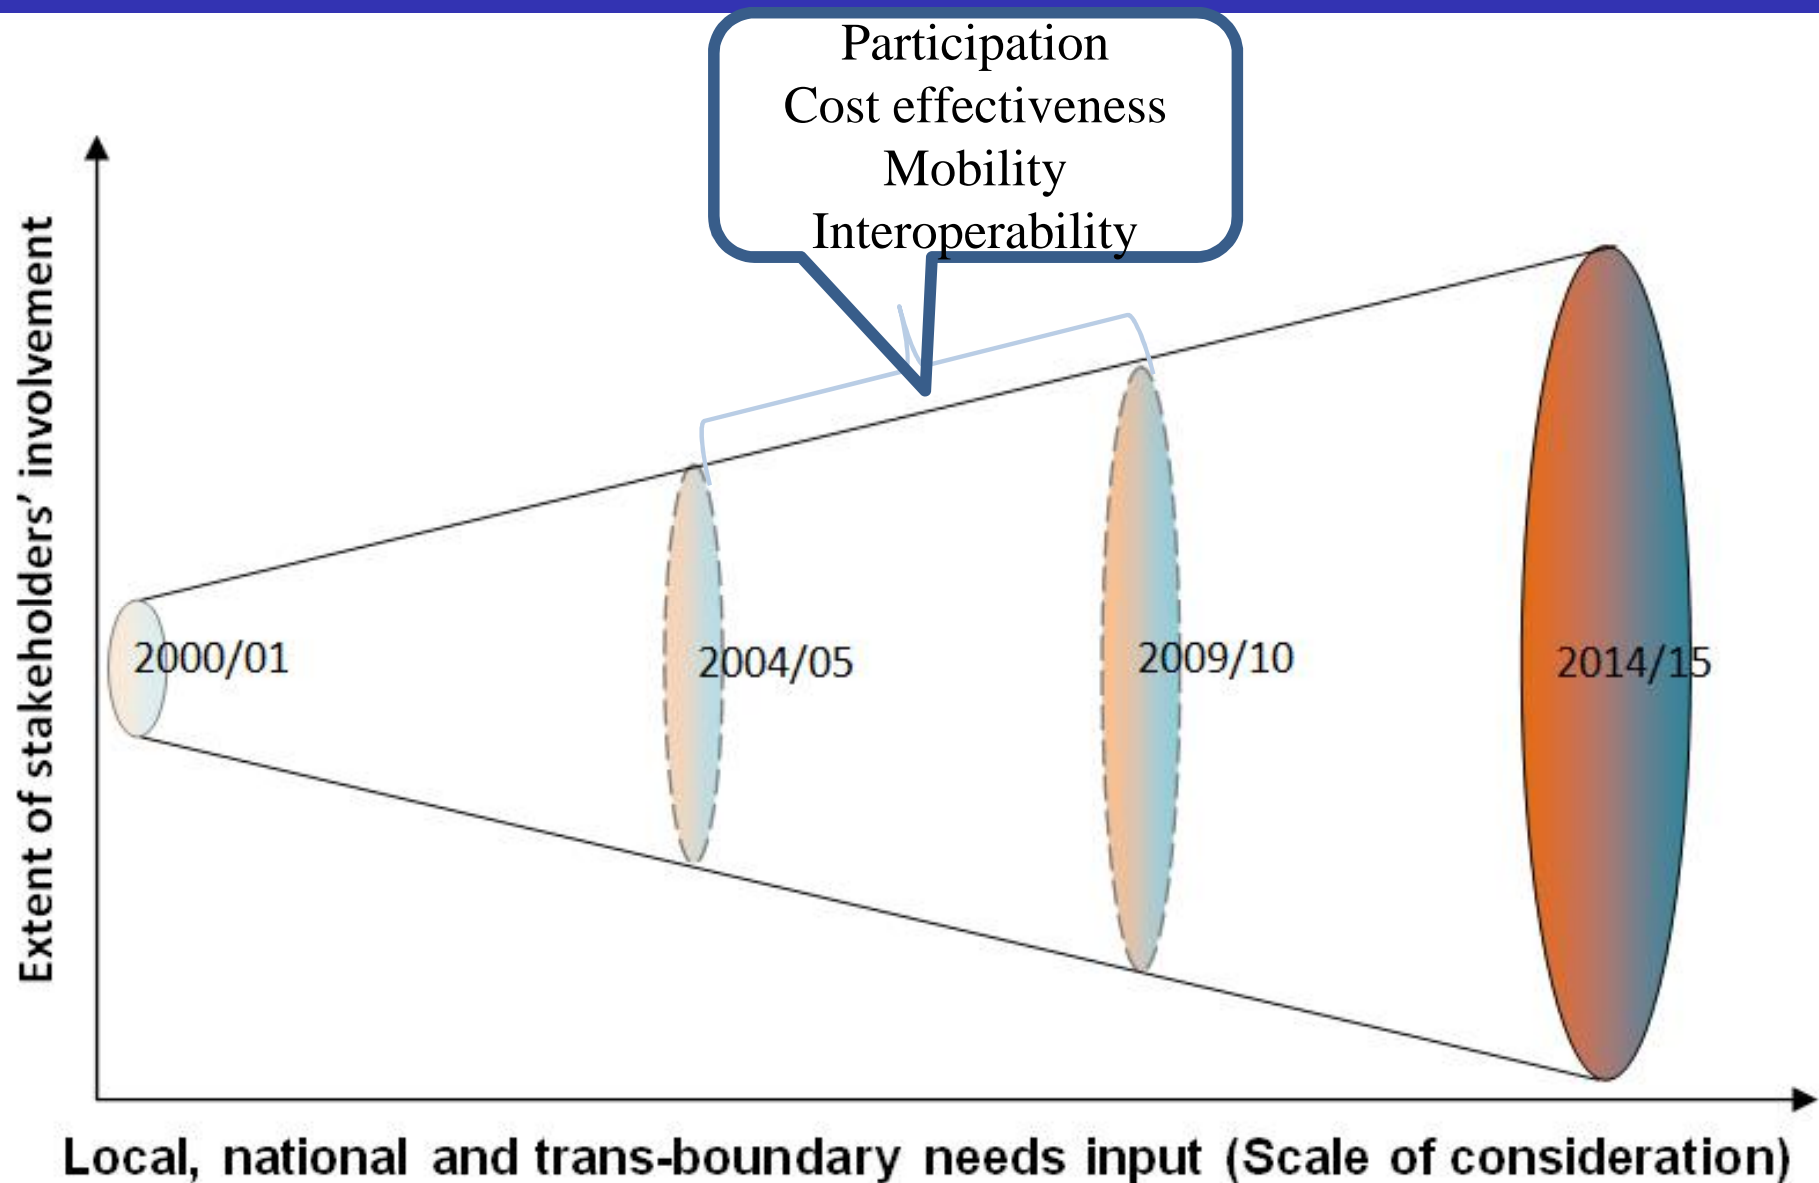 Participation
Cost effectiveness
Mobility
Interoperability
Extent of stakeholders’ involvement
2000/01
2004/05
2009/10
2014/15
Local, national and trans-boundary needs input (Scale of consideration)